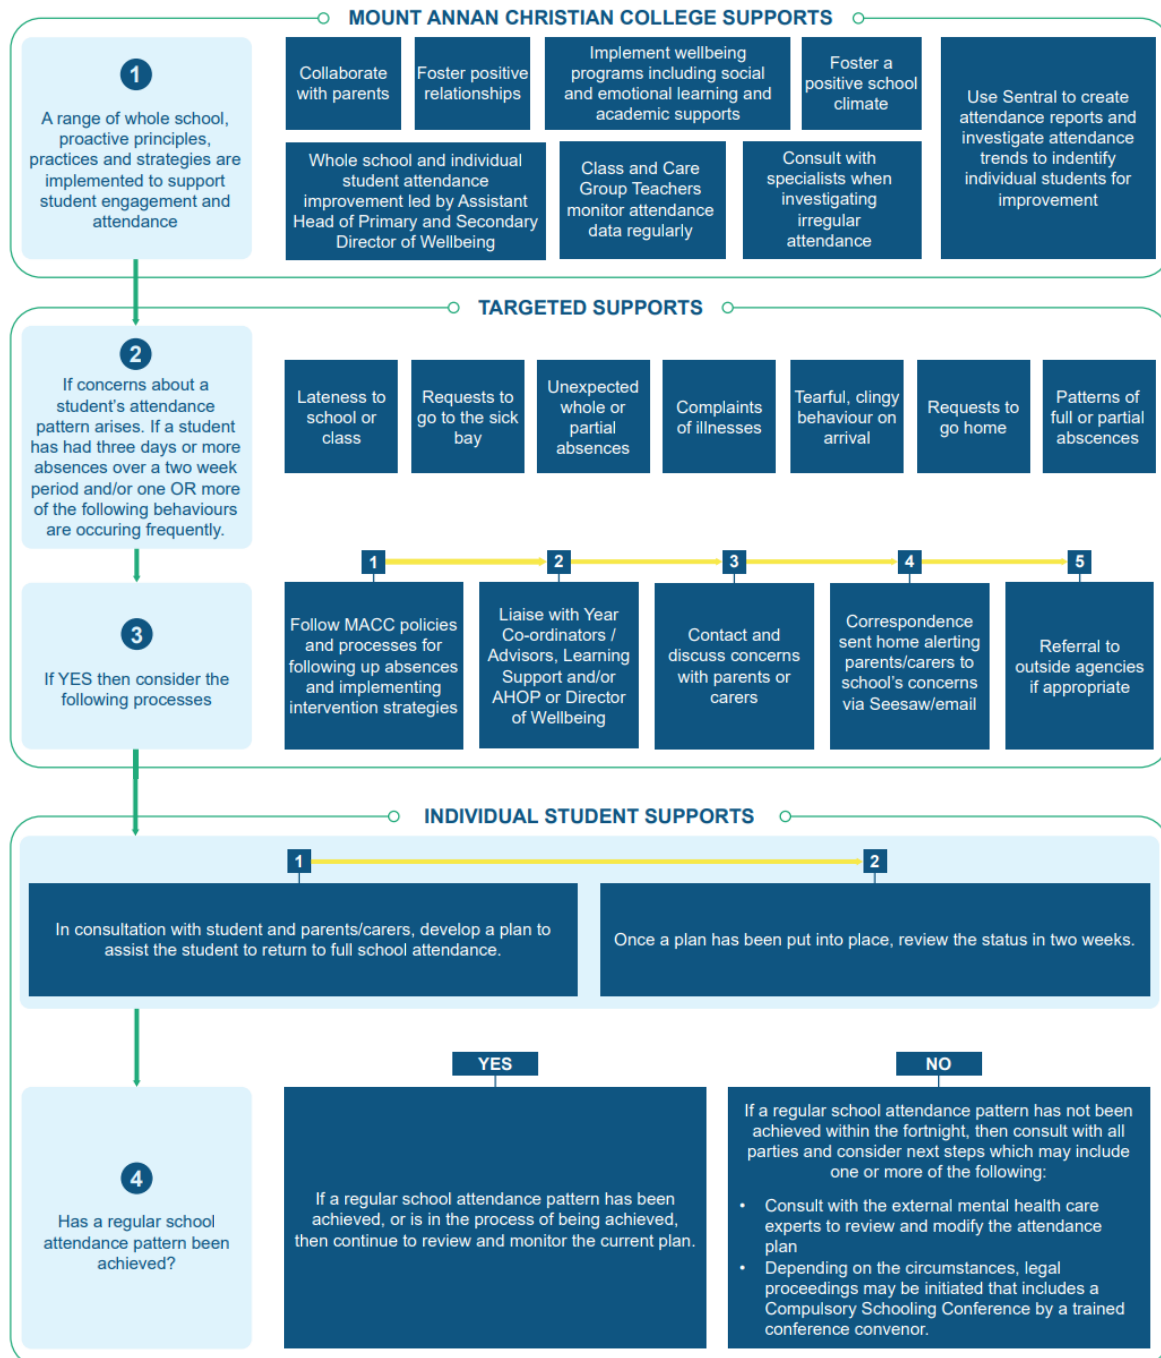 MOUNT ANNAN CHRISTIAN COLLEGE SUPPORTS
1
A range of whole school,
proactive principles,
practices and strategies are
implemented to support
student engagement and
attendance
Collaborate
with parents
Foster positive
relationships
Implement wellbeing
programs including social
and emotional learning and
academic supports
Foster a
positive school
climate
Use Sentral to create
attendance reports and
investigate attendance
trends to indentify
individual students for
improvement
Whole school and individual
student attendance
improvement led by Assistant
Head of Primary and Secondary
Director of Wellbeing
Class and Care
Group Teachers
monitor attendance
data regularly
Consult with
specialists when
investigating
irregular
attendance
TARGETED SUPPORTS
2
If concerns about a
student's attendance
pattern arises. If a student
has had three days or more
absences over a two week
period and/or one OR more
of the following behaviours
are occuring frequently.
Lateness to
school or
class
Requests to
go to the sick
bay
Unexpected
whole or
partial
absences
Complaints
of illnesses
Tearful, clingy
behaviour on
arrival
Requests to
go home
Patterns of
full or partial
abscences
3
If YES then consider the
following processes
1
Follow MACC policies
and processes for
following up absences
and implementing
intervention strategies
2
Liaise with Year
Co-ordinators /
Advisors, Learning
Support and/or
AHOP or Director
of Wellbeing
3
Contact and
discuss concerns
with parents or
carers
4
Correspondence
sent home alerting
parents/carers to
school's concerns
via Seesaw/email
5
Referral to
outside agencies
if appropriate
INDIVIDUAL STUDENT SUPPORTS
1
In consultation with student and parents/carers, develop a plan to
assist the student to return to full school attendance.
2
Once a plan has been put into place, review the status in two weeks.
4
Has a regular school
attendance pattern been
achieved?
YES
If a regular school attendance pattern has been
achieved, or is in the process of being achieved,
then continue to review and monitor the current plan.
NO
If a regular school attendance pattern has not been
achieved within the fortnight, then consult with all
parties and consider next steps which may include
one or more of the following:
• Consult with the external mental health care
experts to review and modify the attendance
plan
• Depending on the circumstances, legal
proceedings may be initiated that includes a
Compulsory Schooling Conference by a trained
conference convenor.